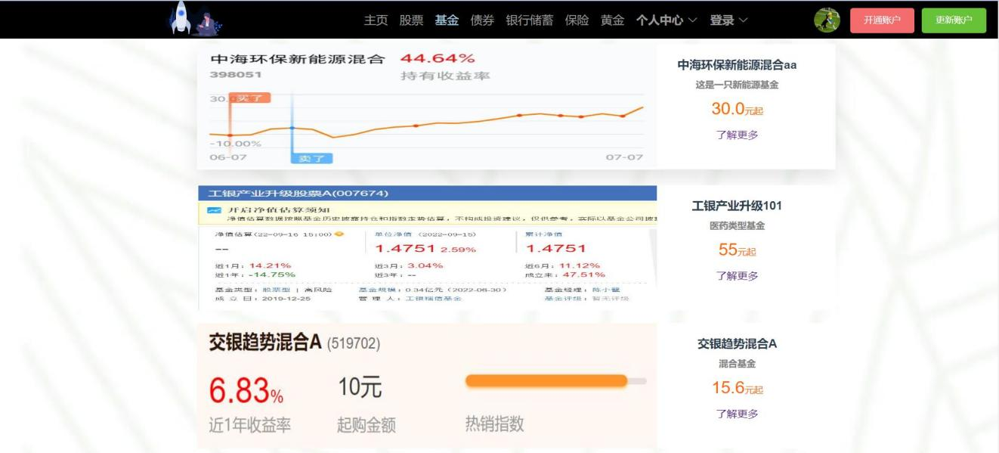 主页 股票 基金 债券 银行储蓄 保险 黄金 个人中心 登录 开通账户 更新账户
中海环保新能源混合 44.64%
398051 持有收益率
30.0 买了
-10.00%
06-07 卖了 07-07
中海环保新能源混合aa
这是一只新能源基金
30.0元起
了解更多
工银产业升级股票A(007674)
开启净值估算须知
净值估算数据按照基金历史披露持仓和指数走势估算，不构成投资建议，仅供参考，实际以基金公司披
净值估算(22-09-16 15:00) 单位净值 (2022-09-15) 累计净值
-- 1.4751 2.59% 1.4751
近1月：14.21% 近3月：3.04% 近6月：11.12%
近1年：-14.75% 近3年：-- 成立来：47.51%
基金类型：股票型 | 高风险 基金规模：0.34亿元（2022-06-30） 基金经理：陈小鹭
成 立 日：2019-12-25 管 理 人：工银瑞信基金 基金评级：暂无评级
工银产业升级101
医药类型基金
55元起
了解更多
交银趋势混合A (519702)
6.83% 10元
近1年收益率 起购金额 热销指数
交银趋势混合A
混合基金
15.6元起
了解更多